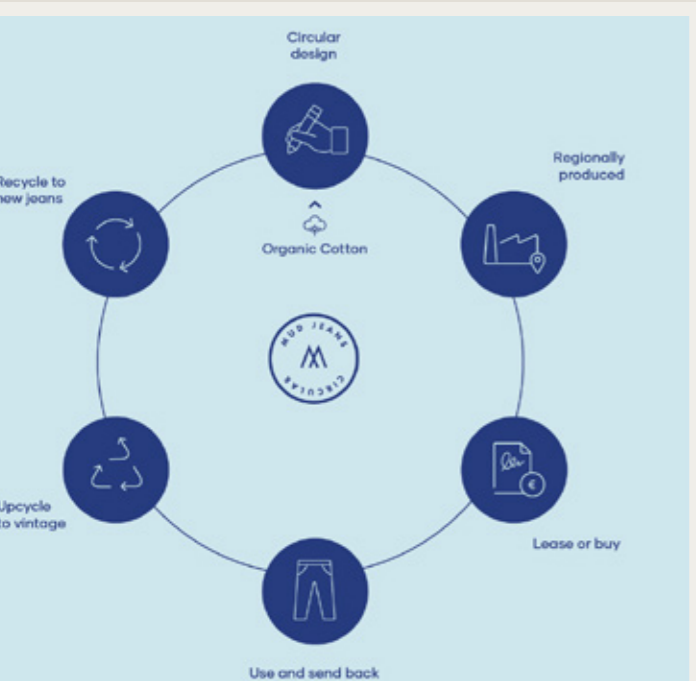 Circular
design
Regionally
produced
Recycle to
new jeans
Organic Cotton
MUD JEANS
CIRCULAR
€
Lease or buy
Upcycle
to vintage
Use and send back